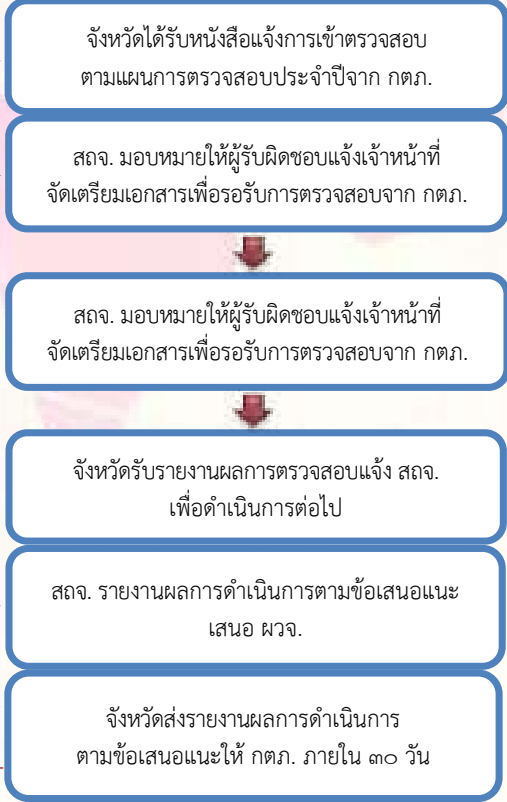 จังหวัดได้รับหนังสือแจ้งการเข้าตรวจสอบ
ตามแผนการตรวจสอบประจำปีจาก กตภ.
สถจ. มอบหมายให้ผู้รับผิดชอบแจ้งเจ้าหน้าที่
จัดเตรียมเอกสารเพื่อรอรับการตรวจสอบจาก กตภ.
สถจ. มอบหมายให้ผู้รับผิดชอบแจ้งเจ้าหน้าที่
จัดเตรียมเอกสารเพื่อรอรับการตรวจสอบจาก กตภ.
จังหวัดรับรายงานผลการตรวจสอบแจ้ง สถจ.
เพื่อดำเนินการต่อไป
สถจ. รายงานผลการดำเนินการตามข้อเสนอแนะ
เสนอ ผวจ.
จังหวัดส่งรายงานผลการดำเนินการ
ตามข้อเสนอแนะให้ กตภ. ภายใน ๓๐ วัน